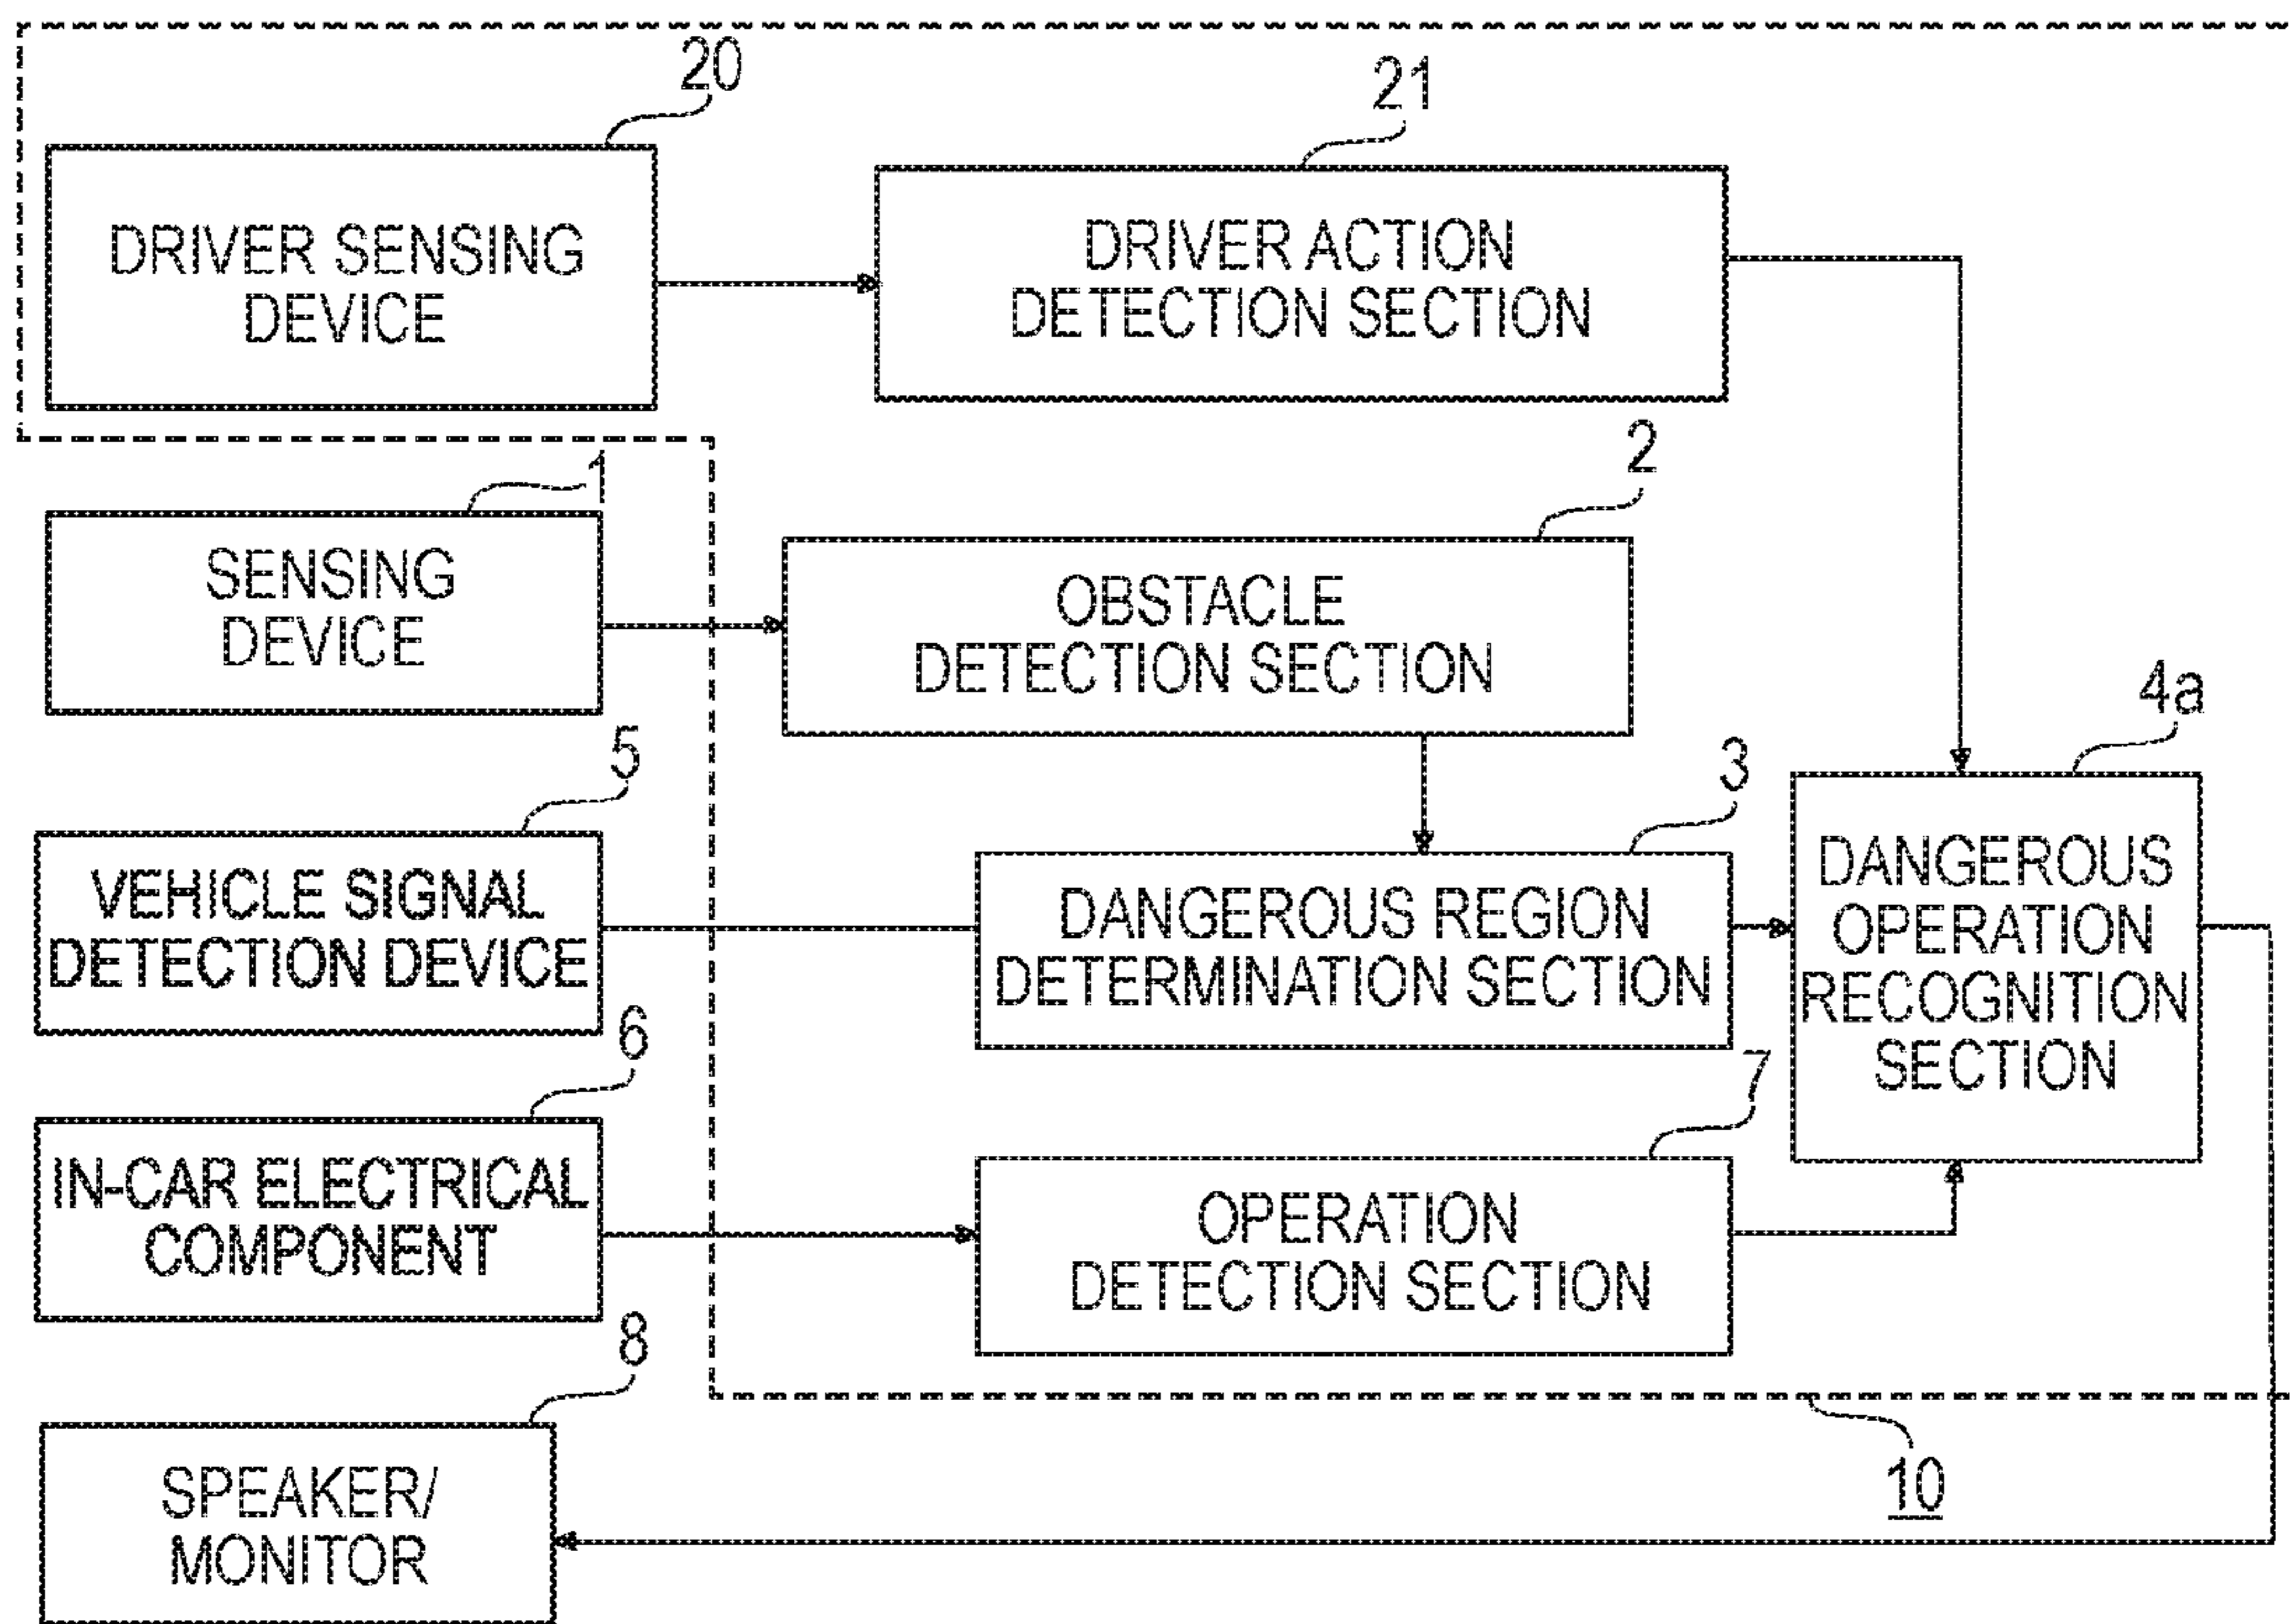 20
21
DRIVER SENSING
DEVICE
DRIVER ACTION
DETECTION SECTION
1
2
SENSING
DEVICE
OBSTACLE
DETECTION SECTION
4a
5
3
VEHICLE SIGNAL
DETECTION DEVICE
DANGEROUS REGION
DETERMINATION SECTION
DANGEROUS
OPERATION
RECOGNITION
SECTION
6
7
IN-CAR ELECTRICAL
COMPONENT
OPERATION
DETECTION SECTION
8
10
SPEAKER/
MONITOR